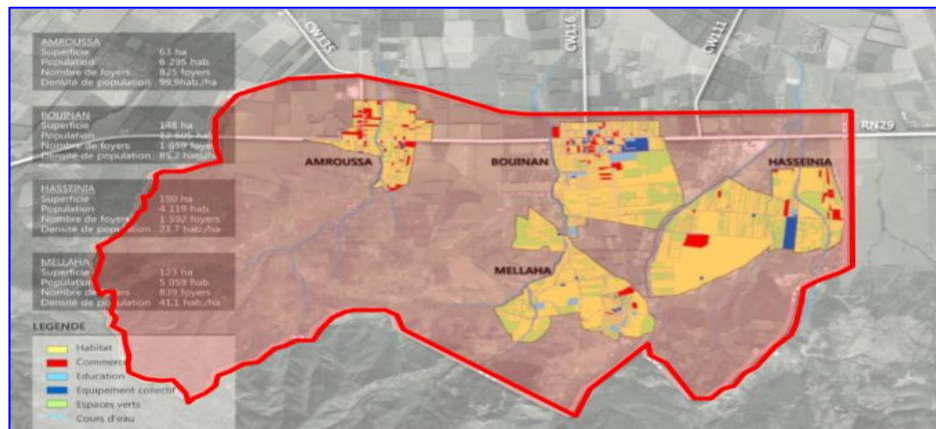 AMROUSSA
Superficie 63 ha
Population 6 295 hab.
Nombre de foyers 825 foyers
Densité de population 99.9hab./ha
BOUINAN
Superficie 148 ha
Population 12 605 hab
Nombre de foyers 1 659 foyers
Densité de population 85.2 hab./ha
HASSEINIA
Superficie 190 ha
Population 4 119 hab.
Nombre de foyers 1 592 foyers
Densité de population 21.7 hab./ha
MELLAHA
Superficie 123 ha
Population 5 059 hab.
Nombre de foyers 839 foyers
Densité de population 41,1 hab./ha
LEGENDE
Habitat
Commerce
Education
Equipement collectif
Espaces verts
Cours d'eau
CW135
CW116
CW111
RN29
AMROUSSA
BOUINAN
HASSEINIA
MELLAHA